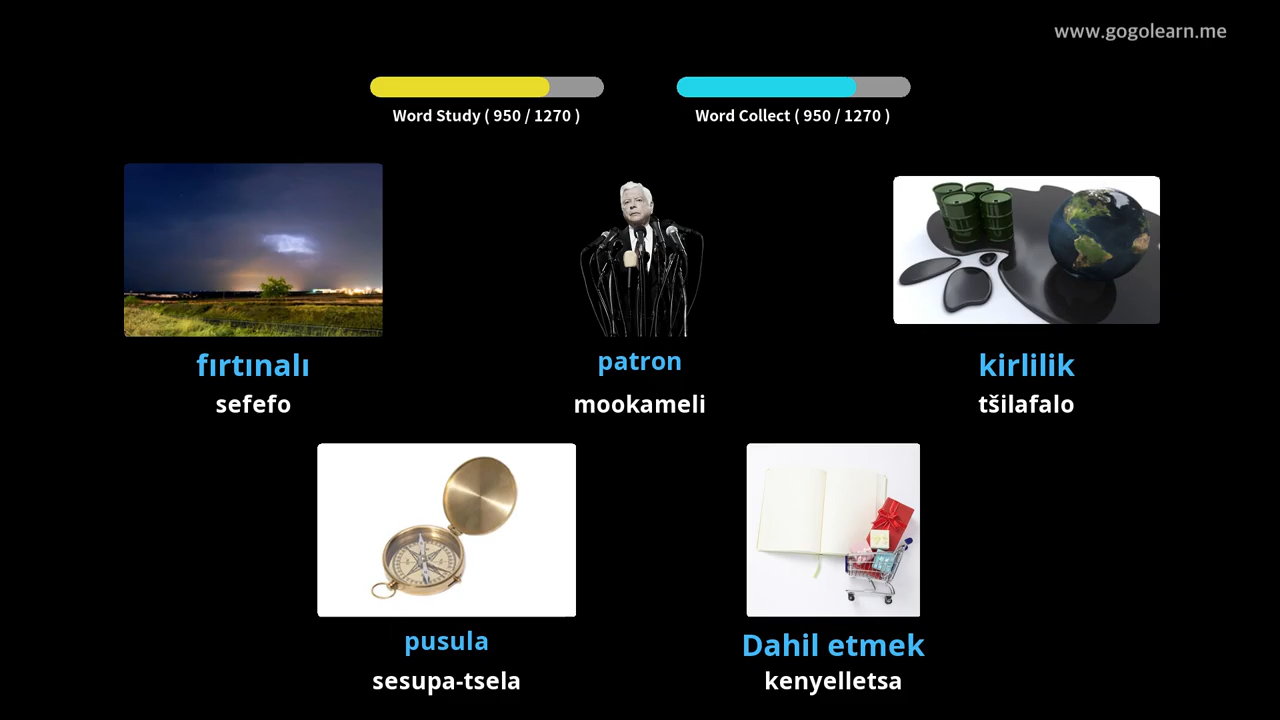 www.gogolearn.me
Word Study ( 950 / 1270 )
Word Collect ( 950 / 1270 )
fırtınalı
sefefo
patron
mookameli
kirlilik
tšilafalo
pusula
sesupa-tsela
Dahil etmek
kenyelletsa